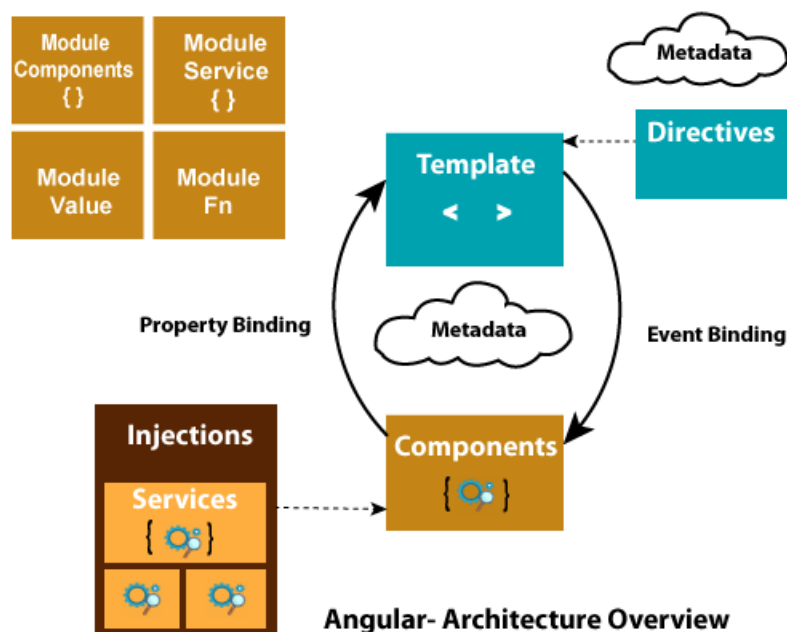 Module
Components
{ }
Module
Service
{ }
Module
Value
Module
Fn
Metadata
Directives
Template
< >
Property Binding
Metadata
Event Binding
Injections
Services
{ }
Components
{ }
Angular- Architecture Overview